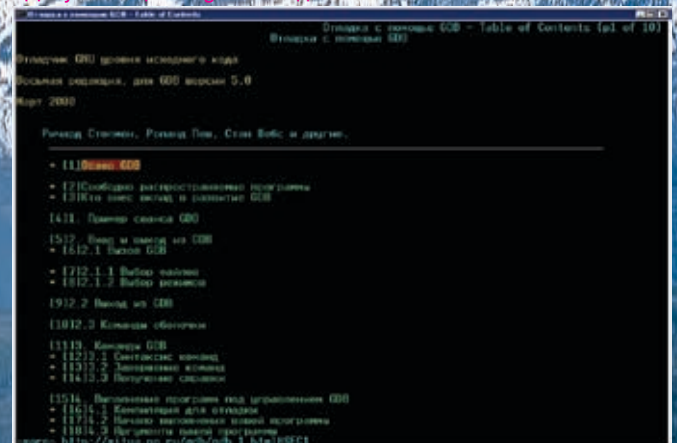 Отладка с помощью GDB - Table of Contents
Отладка с помощью GDB - Table of Contents (p1 of 10)
Отладка с помощью GDB
Отладчик GNU уровня исходного кода
Восьмая редакция, для GDB версии 5.0
Март 2000
Ричард Столмен, Роланд Пеш, Стан Шебс и другие.
* [1]Обзор GDB
* [2]Свободно распространяемые программы
* [3]Кто внес вклад в развитие GDB
[4]1. Пример сеанса GDB
[5]2. Вход и выход из GDB
* [6]2.1 Вызов GDB
* [7]2.1.1 Выбор файлов
* [8]2.1.2 Выбор режимов
[9]2.2 Выход из GDB
[10]2.3 Команды оболочки
[11]3. Команды GDB
* [12]3.1 Синтаксис команд
* [13]3.2 Завершение команд
* [14]3.3 Получение справки
[15]4. Выполнение программ под управлением GDB
* [16]4.1 Компиляция для отладки
* [17]4.2 Начало выполнения вашей программы
* [18]4.3 Аргументы вашей программы